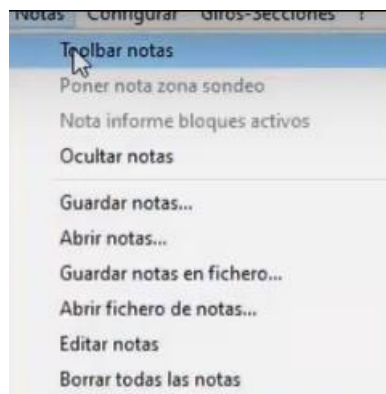 Notas Configurar Giros-Secciones ?
Toolbar notas
Poner nota zona sondeo
Nota informe bloques activos
Ocultar notas
Guardar notas...
Abrir notas...
Guardar notas en fichero...
Abrir fichero de notas...
Editar notas
Borrar todas las notas